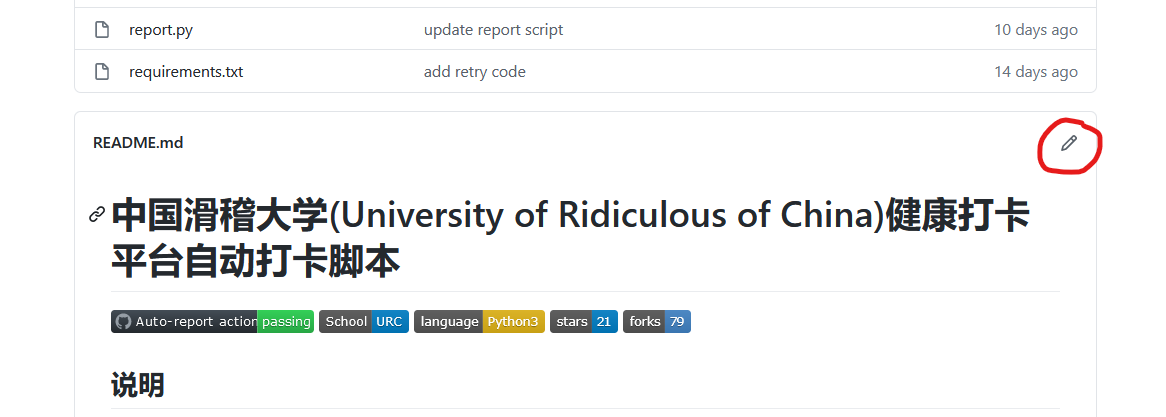 report.py update report script 10 days ago
requirements.txt add retry code 14 days ago
README.md
中国滑稽大学(University of Ridiculous of China)健康打卡
平台自动打卡脚本
Auto-report action passing School URC language Python3 stars 21 forks 79
说明